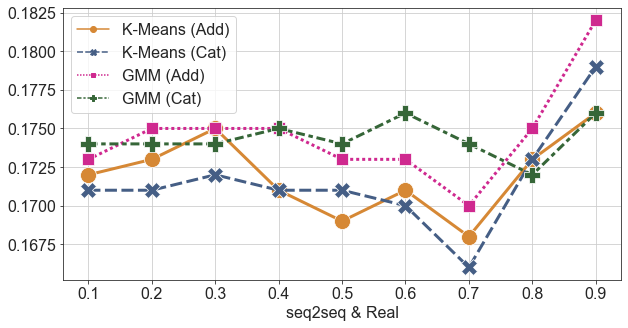 0.1825
0.1800
0.1775
0.1750
0.1725
0.1700
0.1675
K-Means (Add)
K-Means (Cat)
GMM (Add)
GMM (Cat)
0.1 0.2 0.3 0.4 0.5 0.6 0.7 0.8 0.9
seq2seq & Real